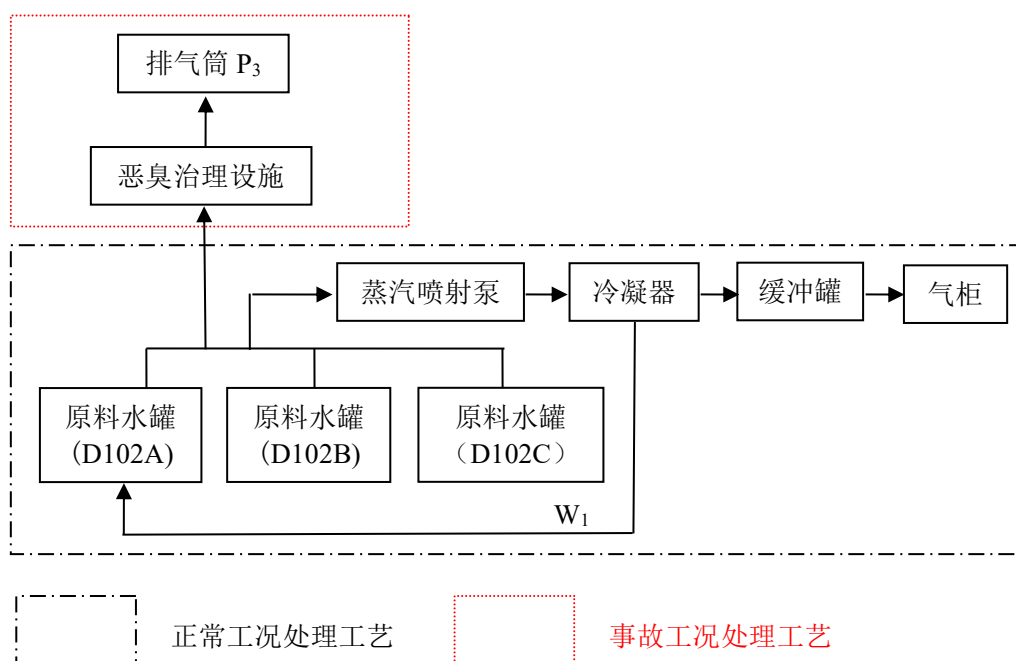 排气筒 P₃
恶臭治理设施
蒸汽喷射泵
冷凝器
缓冲罐
气柜
原料水罐
(D102A)
原料水罐
(D102B)
原料水罐
（D102C）
W₁
正常工况处理工艺
事故工况处理工艺